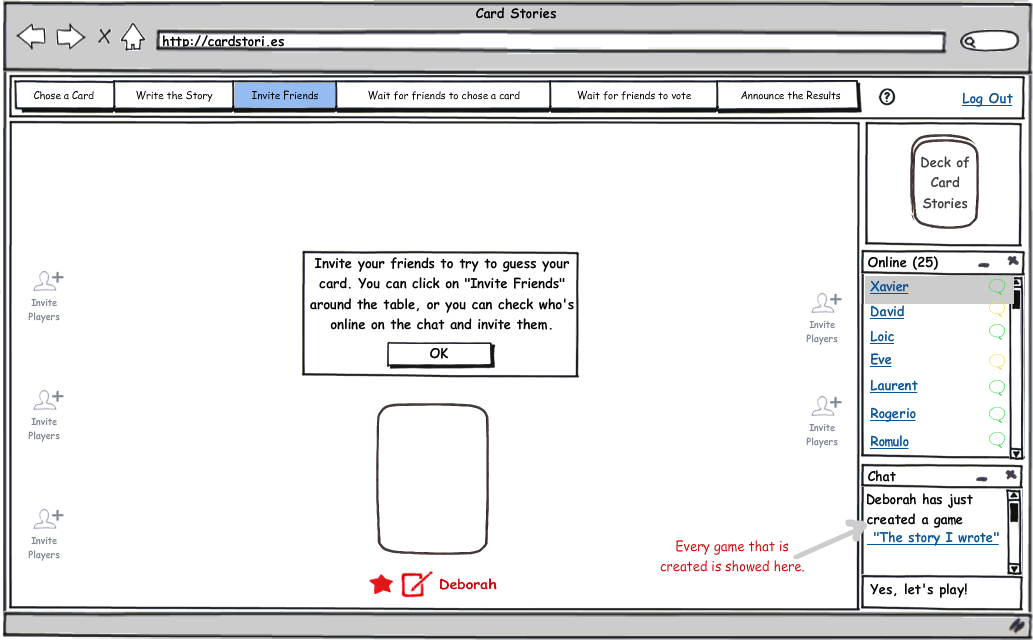 Card Stories
http://cardstori.es
Chose a Card
Write the Story
Invite Friends
Wait for friends to chose a card
Wait for friends to vote
Announce the Results
?
Log Out
Deck of
Card
Stories
Invite your friends to try to guess your
card. You can click on "Invite Friends"
around the table, or you can check who's
online on the chat and invite them.
OK
Invite
Players
Invite
Players
Invite
Players
Invite
Players
Invite
Players
Online (25)
Xavier
David
Loic
Eve
Laurent
Rogerio
Romulo
Chat
Deborah has just
created a game
"The story I wrote"
Yes, let's play!
Every game that is
created is showed here.
Deborah